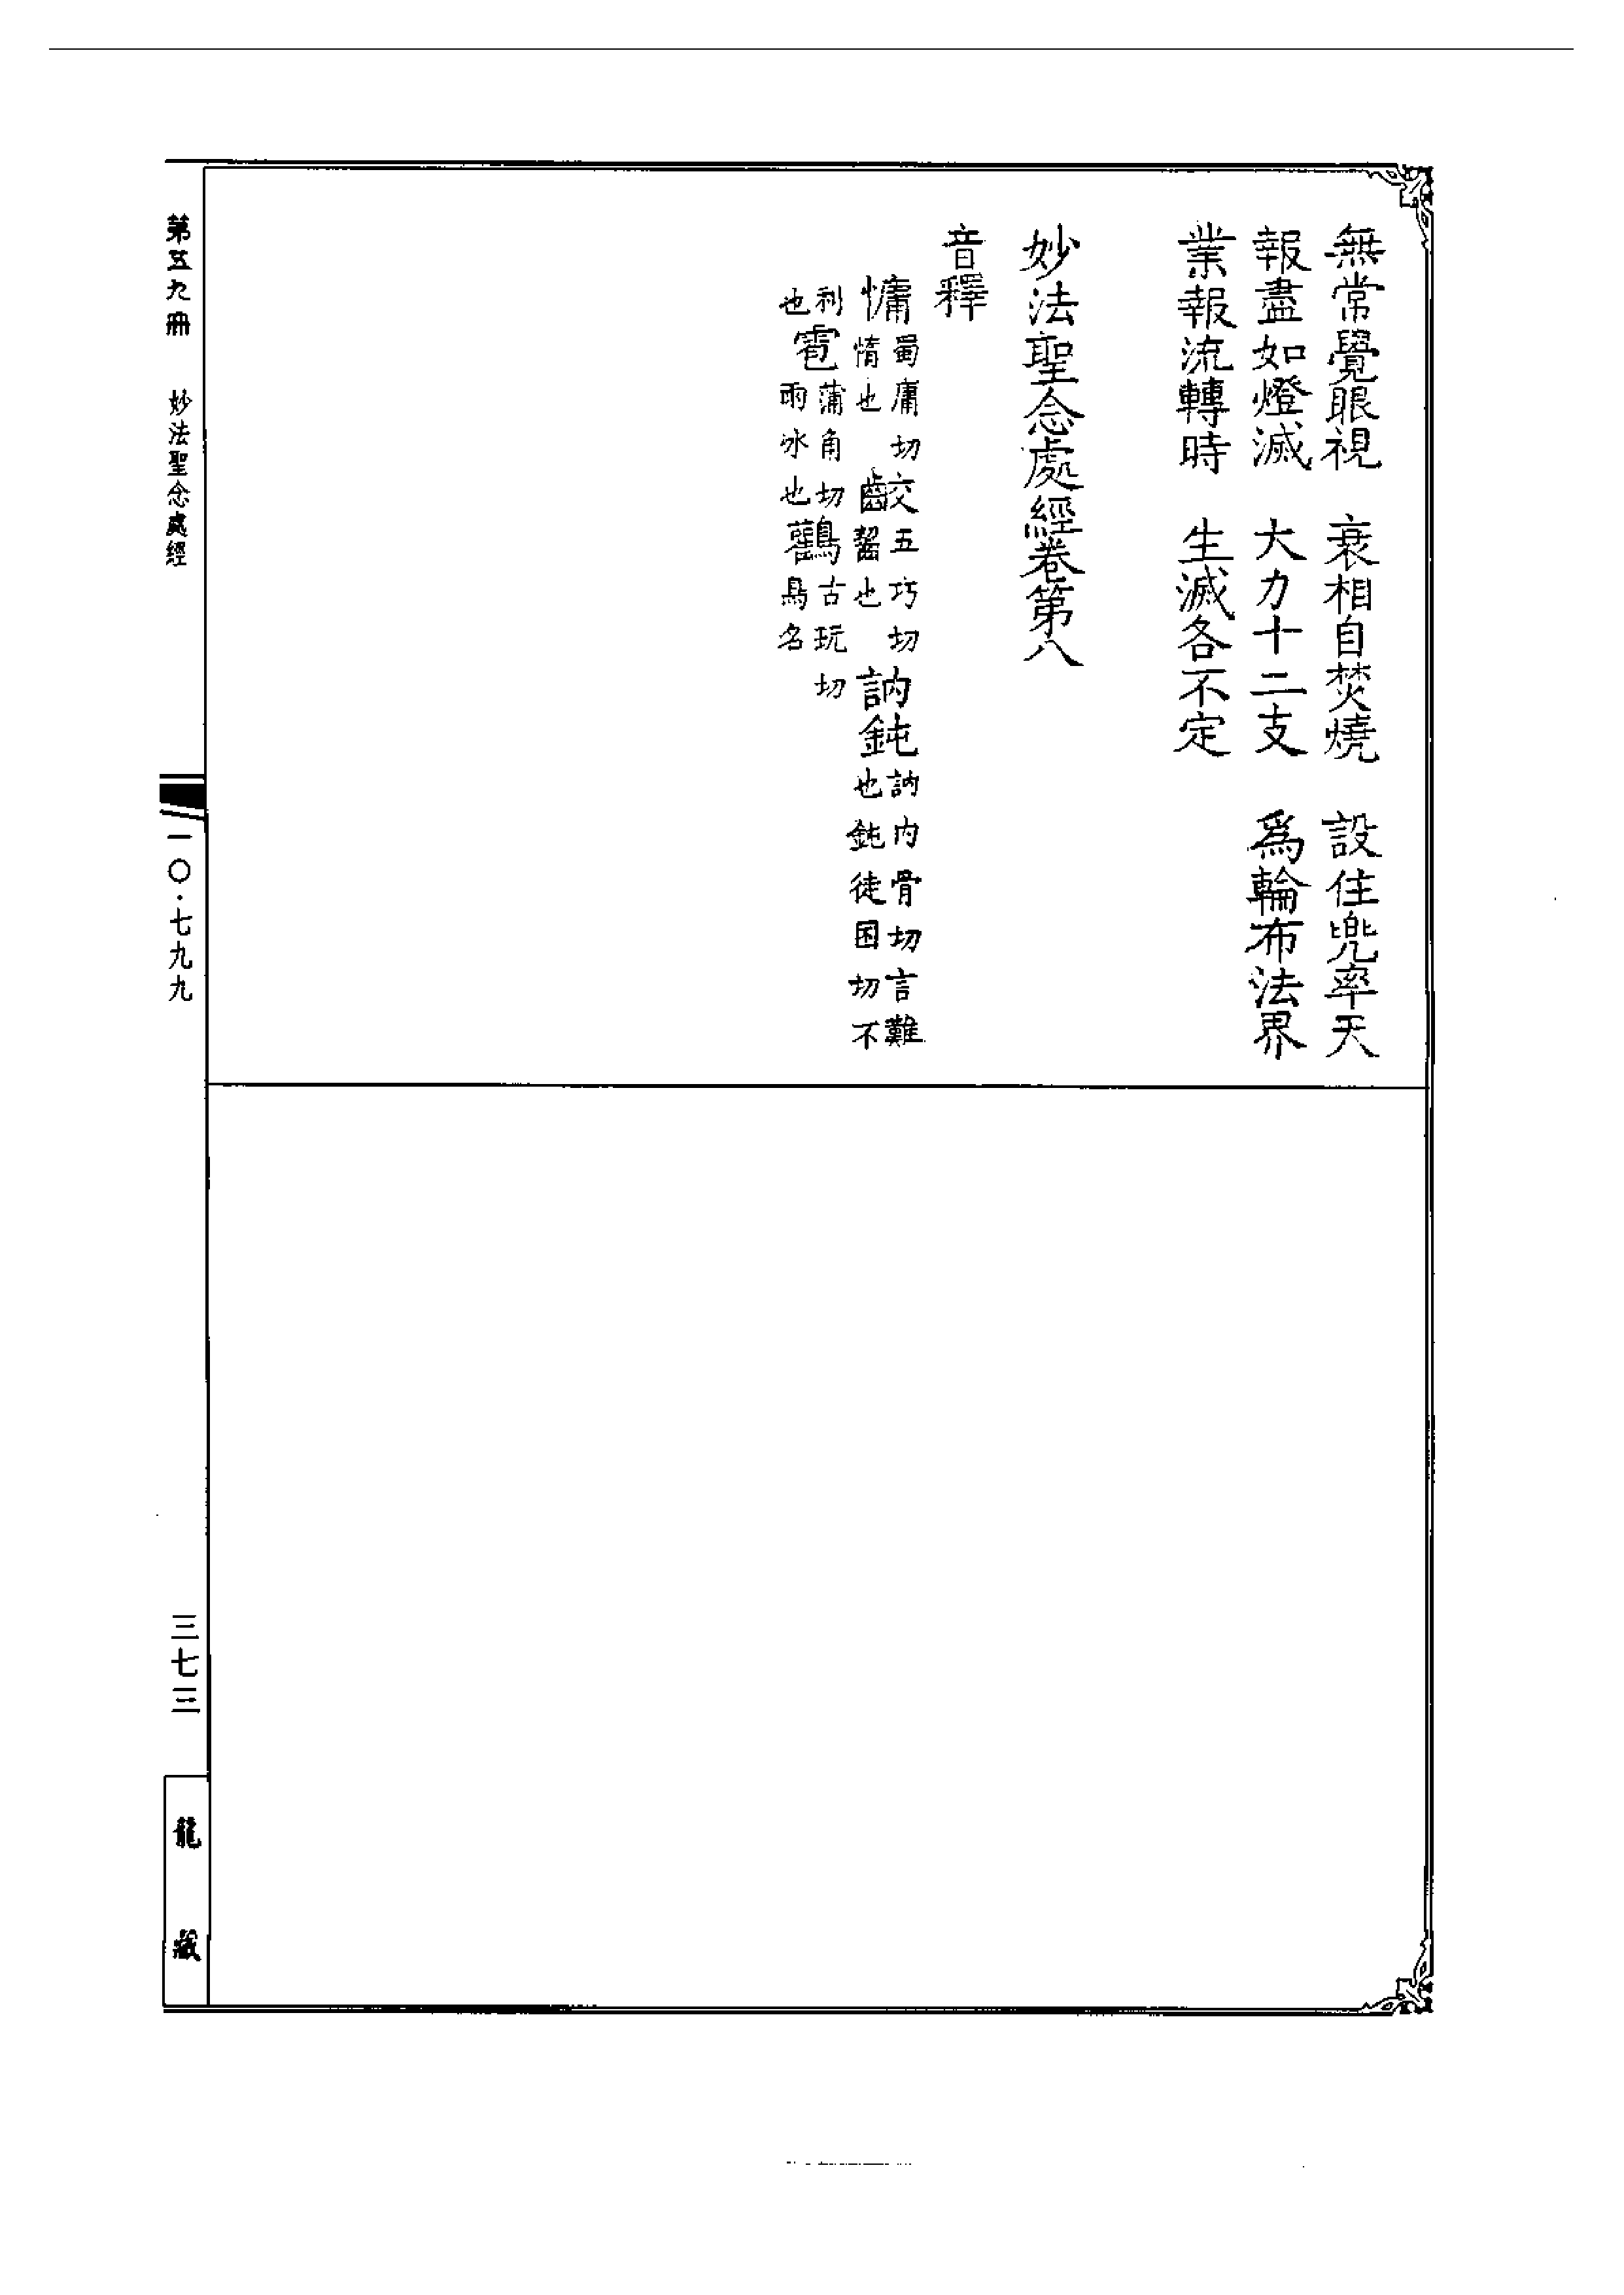 無常覺眼視　衰相自焚燒　設住兜率天
報盡如燈滅　大力十二支　為輪布法界
業報流轉時　生滅各不定
妙法聖念處經卷第八
音釋
慵蜀庸切惰也　齩五巧切齧也　訥鈍訥內骨切言難也鈍徒困切不
利也雹蒲角切雨冰也鸛古玩切鳥名
第五九冊　妙法聖念處經
一〇·七九九
三七三
龍藏